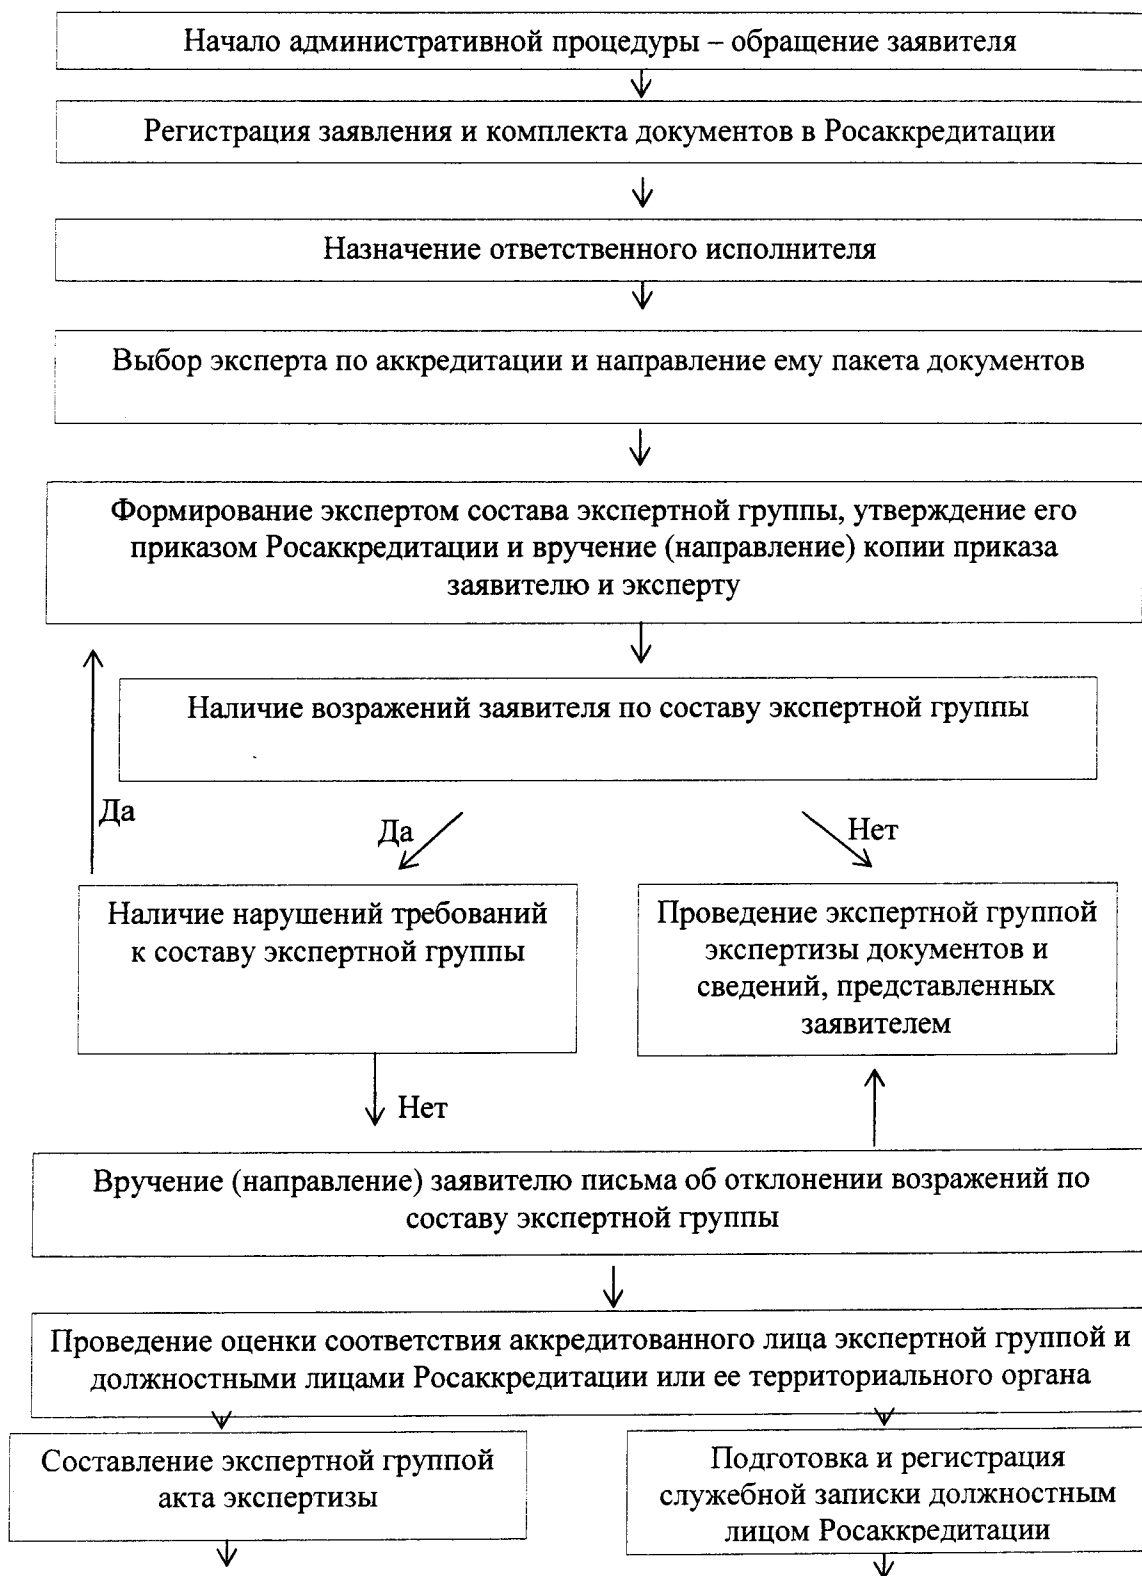 Начало административной процедуры – обращение заявителя
Регистрация заявления и комплекта документов в Росаккредитации
Назначение ответственного исполнителя
Выбор эксперта по аккредитации и направление ему пакета документов
Формирование экспертом состава экспертной группы, утверждение его
приказом Росаккредитации и вручение (направление) копии приказа
заявителю и эксперту
Наличие возражений заявителя по составу экспертной группы
Да
Да
Нет
Наличие нарушений требований
к составу экспертной группы
Проведение экспертной группой
экспертизы документов и
сведений, представленных
заявителем
Нет
Вручение (направление) заявителю письма об отклонении возражений по
составу экспертной группы
Проведение оценки соответствия аккредитованного лица экспертной группой и
должностными лицами Росаккредитации или ее территориального органа
Составление экспертной группой
акта экспертизы
Подготовка и регистрация
служебной записки должностным
лицом Росаккредитации